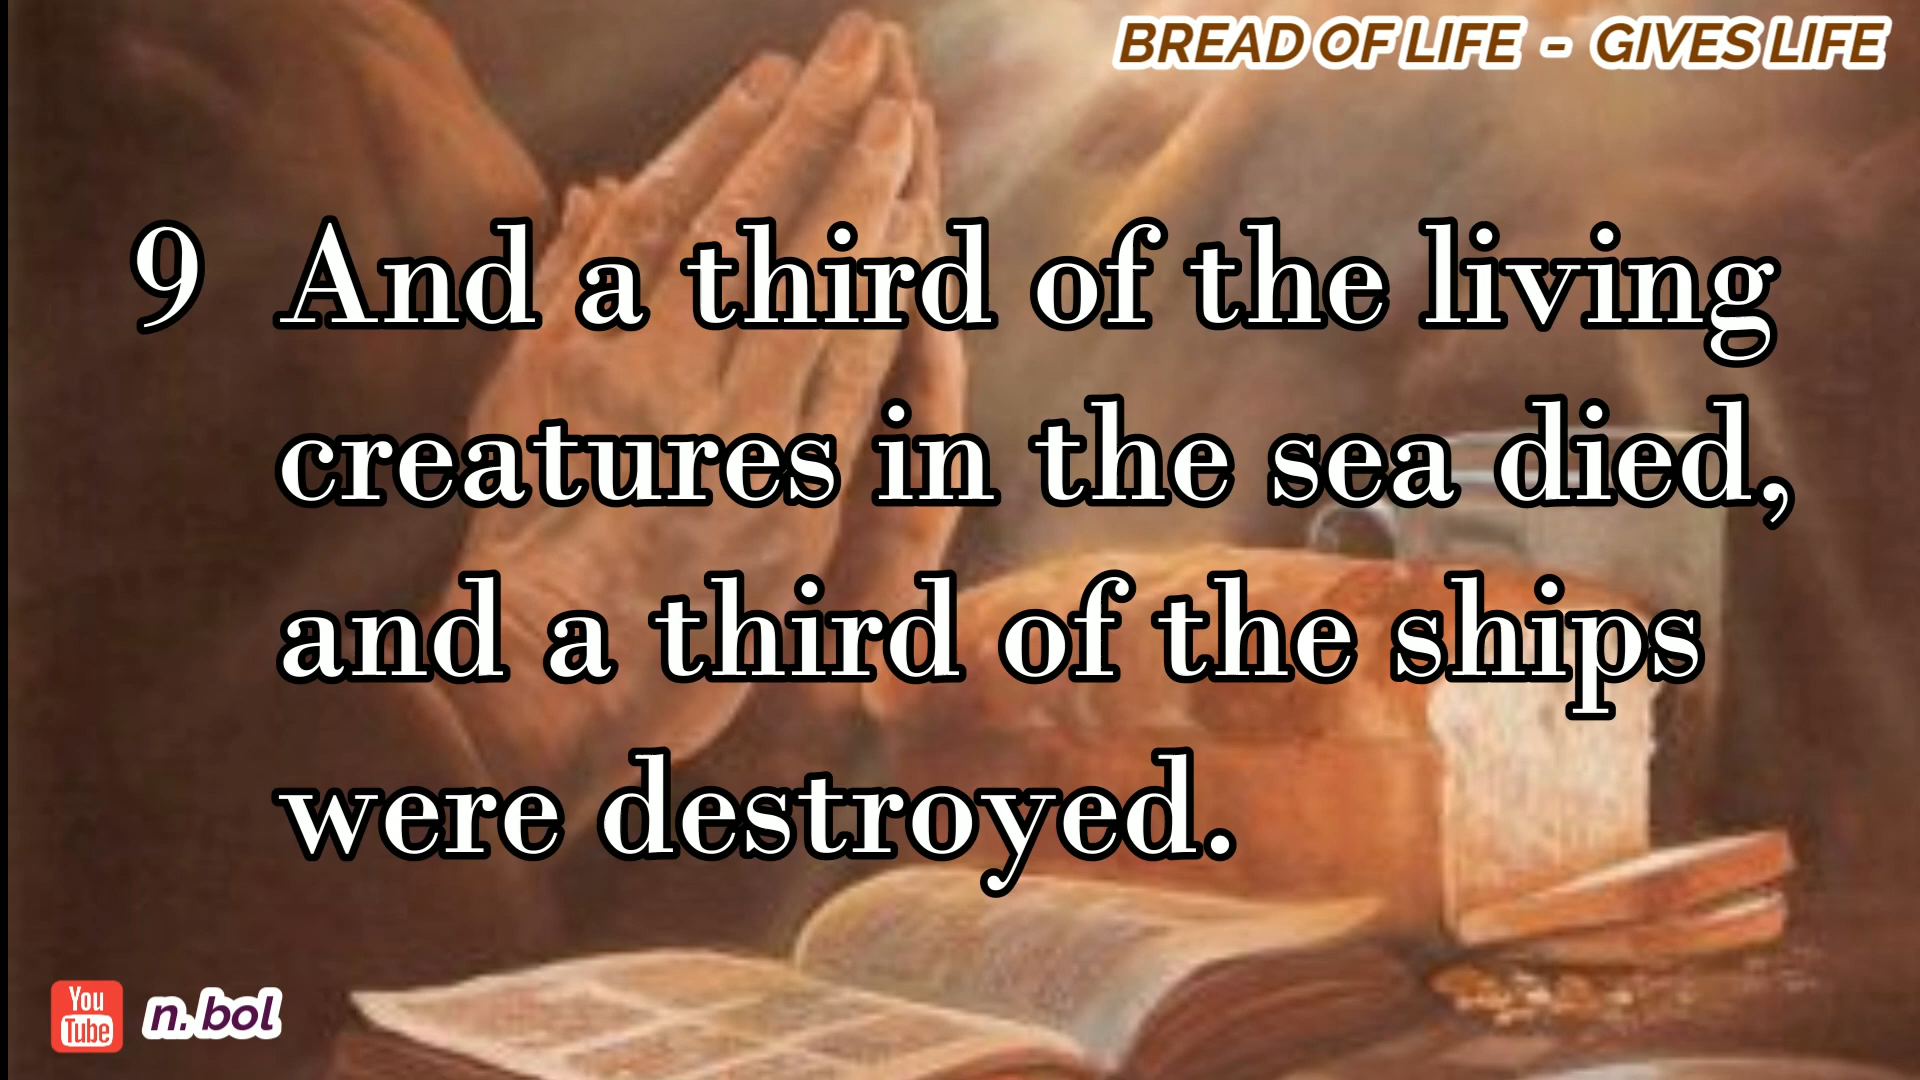 BREAD OF LIFE - GIVES LIFE
9 And a third of the living
creatures in the sea died,
and a third of the ships
were destroyed.
You
Tube
n. bol